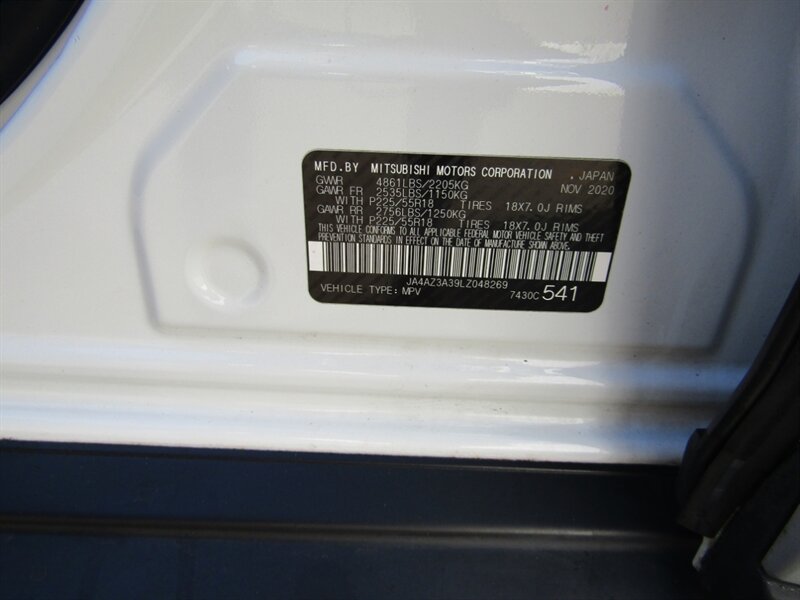 MFD.BY MITSUBISHI MOTORS CORPORATION . JAPAN
GVWR 4861LBS/2205KG NOV 2020
GAWR FR 2535LBS/1150KG
WITH P225/55R18 TIRES 18X7.0J RIMS
GAWR RR 2756LBS/1250KG
WITH P225/55R18 TIRES 18X7.0J RIMS
THIS VEHICLE CONFORMS TO ALL APPLICABLE FEDERAL MOTOR VEHICLE SAFETY AND THEFT
PREVENTION STANDARDS IN EFFECT ON THE DATE OF MANUFACTURE SHOWN ABOVE.
JA4AZ3A39LZ048269
VEHICLE TYPE: MPV 7430C 541